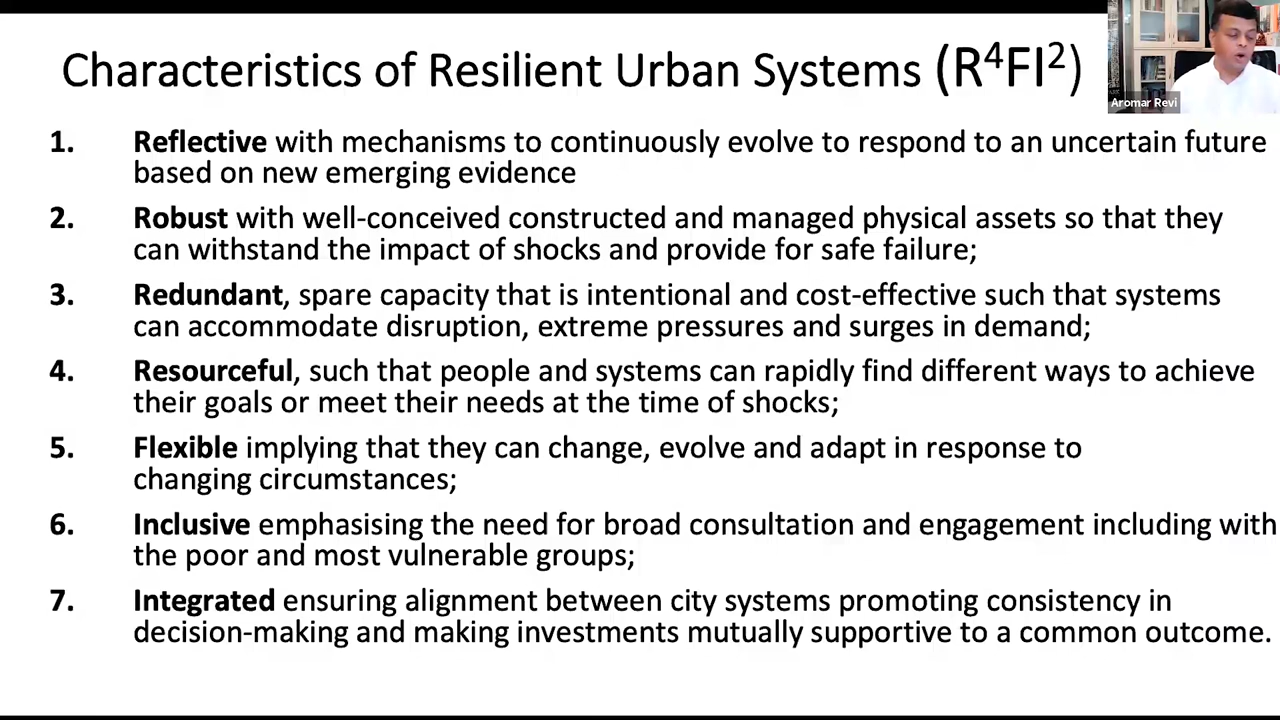 Characteristics of Resilient Urban Systems (R⁴FI²)
Aromar Revi
1. Reflective with mechanisms to continuously evolve to respond to an uncertain future
based on new emerging evidence
2. Robust with well-conceived constructed and managed physical assets so that they
can withstand the impact of shocks and provide for safe failure;
3. Redundant, spare capacity that is intentional and cost-effective such that systems
can accommodate disruption, extreme pressures and surges in demand;
4. Resourceful, such that people and systems can rapidly find different ways to achieve
their goals or meet their needs at the time of shocks;
5. Flexible implying that they can change, evolve and adapt in response to
changing circumstances;
6. Inclusive emphasising the need for broad consultation and engagement including with
the poor and most vulnerable groups;
7. Integrated ensuring alignment between city systems promoting consistency in
decision-making and making investments mutually supportive to a common outcome.